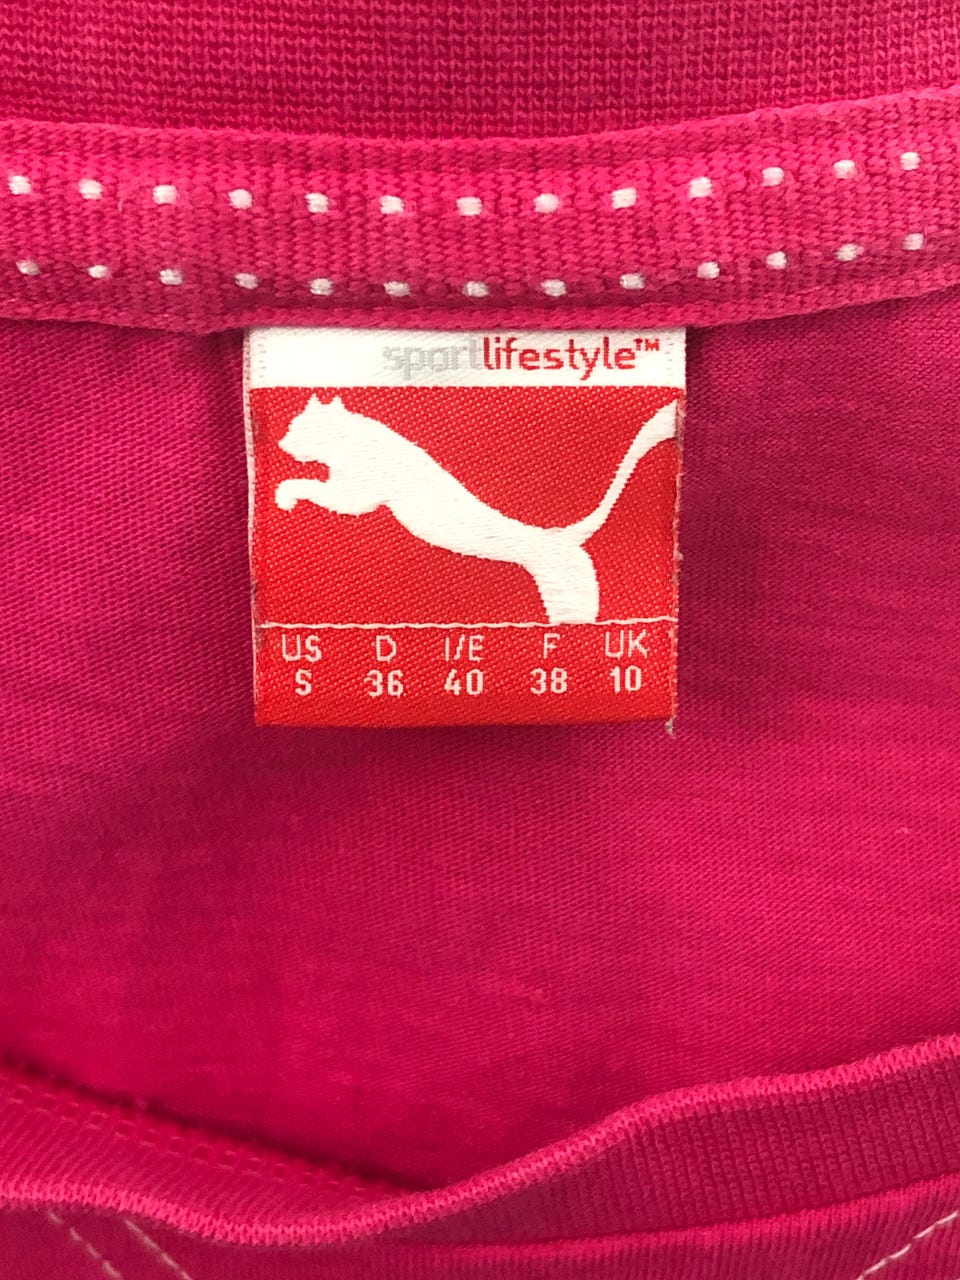 sportlifestyle™
US D I/E F UK
S 36 40 38 10